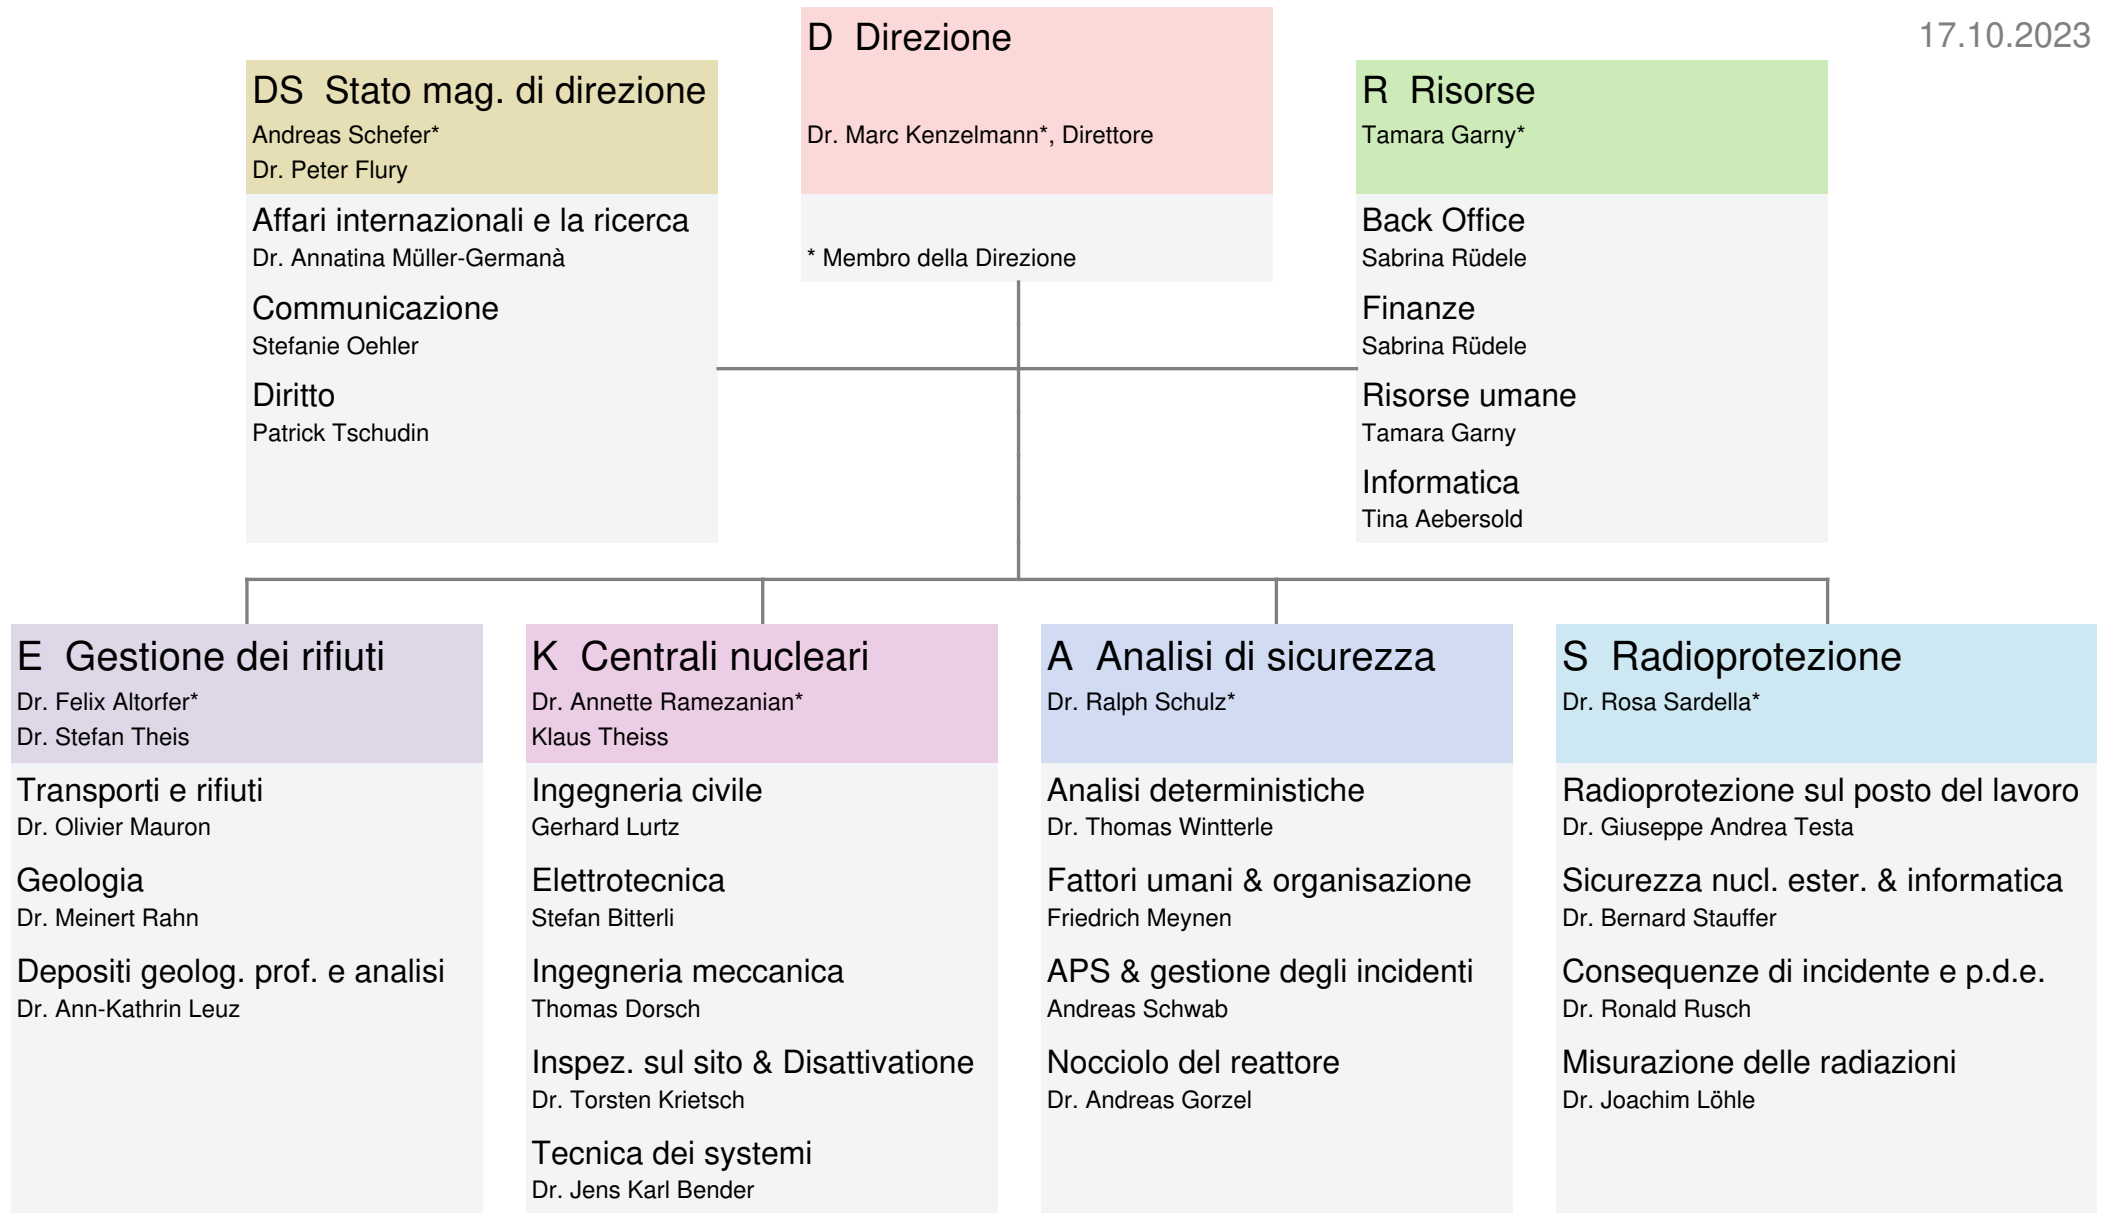 17.10.2023
D Direzione
Dr. Marc Kenzelmann*, Direttore
* Membro della Direzione
DS Stato mag. di direzione
Andreas Schefer*
Dr. Peter Flury
Affari internazionali e la ricerca
Dr. Annatina Müller-Germanà
Communicazione
Stefanie Oehler
Diritto
Patrick Tschudin
R Risorse
Tamara Garny*
Back Office
Sabrina Rüdele
Finanze
Sabrina Rüdele
Risorse umane
Tamara Garny
Informatica
Tina Aebersold
E Gestione dei rifiuti
Dr. Felix Altorfer*
Dr. Stefan Theis
Transporti e rifiuti
Dr. Olivier Mauron
Geologia
Dr. Meinert Rahn
Depositi geolog. prof. e analisi
Dr. Ann-Kathrin Leuz
K Centrali nucleari
Dr. Annette Ramezanian*
Klaus Theiss
Ingegneria civile
Gerhard Lurtz
Elettrotecnica
Stefan Bitterli
Ingegneria meccanica
Thomas Dorsch
Inspez. sul sito & Disattivatione
Dr. Torsten Krietsch
Tecnica dei systemi
Dr. Jens Karl Bender
A Analisi di sicurezza
Dr. Ralph Schulz*
Analisi deterministiche
Dr. Thomas Wintterle
Fattori umani & organisazione
Friedrich Meynen
APS & gestione degli incidenti
Andreas Schwab
Nocciolo del reattore
Dr. Andreas Gorzel
S Radioprotezione
Dr. Rosa Sardella*
Radioprotezione sul posto del lavoro
Dr. Giuseppe Andrea Testa
Sicurezza nucl. ester. & informatica
Dr. Bernard Stauffer
Consequenze di incidente e p.d.e.
Dr. Ronald Rusch
Misurazione delle radiazioni
Dr. Joachim Löhle